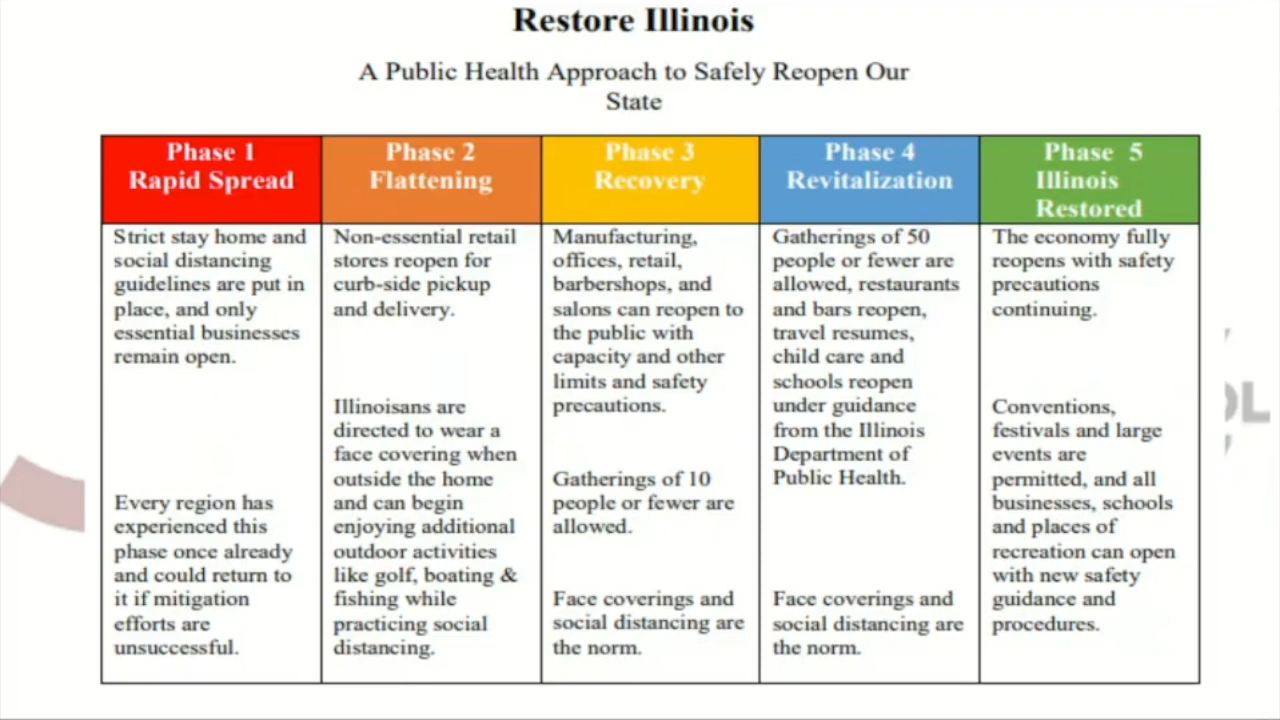 Restore Illinois
A Public Health Approach to Safely Reopen Our
State
Phase 1
Rapid Spread
Phase 2
Flattening
Phase 3
Recovery
Phase 4
Revitalization
Phase 5
Illinois
Restored
Strict stay home and
social distancing
guidelines are put in
place, and only
essential businesses
remain open.
Every region has
experienced this
phase once already
and could return to
it if mitigation
efforts are
unsuccessful.
Non-essential retail
stores reopen for
curb-side pickup
and delivery.
Illinoisans are
directed to wear a
face covering when
outside the home
and can begin
enjoying additional
outdoor activities
like golf, boating &
fishing while
practicing social
distancing.
Manufacturing,
offices, retail,
barbershops, and
salons can reopen to
the public with
capacity and other
limits and safety
precautions.
Gatherings of 10
people or fewer are
allowed.
Face coverings and
social distancing are
the norm.
Gatherings of 50
people or fewer are
allowed, restaurants
and bars reopen,
travel resumes,
child care and
schools reopen
under guidance
from the Illinois
Department of
Public Health.
Face coverings and
social distancing are
the norm.
The economy fully
reopens with safety
precautions
continuing.
Conventions,
festivals and large
events are
permitted, and all
businesses, schools
and places of
recreation can open
with new safety
guidance and
procedures.